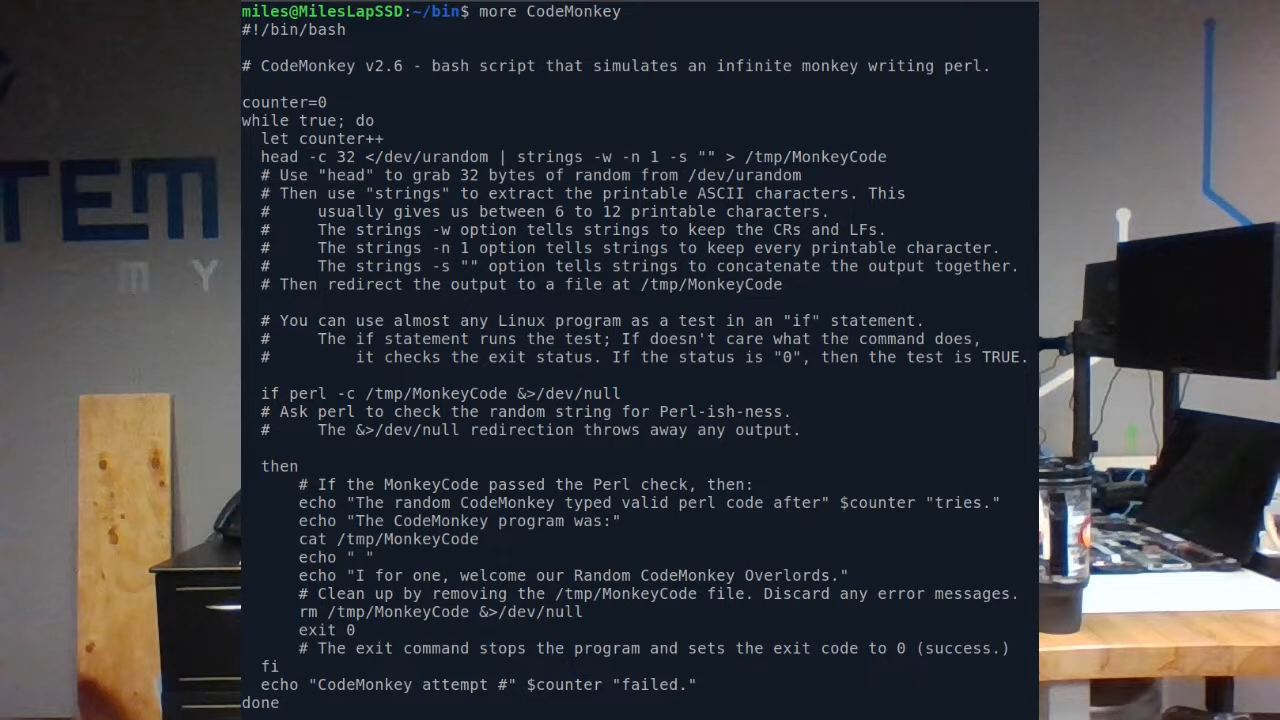 miles@MilesLapSSD:~/bin$ more CodeMonkey
#!/bin/bash
# CodeMonkey v2.6 - bash script that simulates an infinite monkey writing perl.
counter=0
while true; do
  let counter++
  head -c 32 </dev/urandom | strings -w -n 1 -s "" > /tmp/MonkeyCode
  # Use "head" to grab 32 bytes of random from /dev/urandom
  # Then use "strings" to extract the printable ASCII characters. This
  #     usually gives us between 6 to 12 printable characters.
  #     The strings -w option tells strings to keep the CRs and LFs.
  #     The strings -n 1 option tells strings to keep every printable character.
  #     The strings -s "" option tells strings to concatenate the output together.
  # Then redirect the output to a file at /tmp/MonkeyCode
  # You can use almost any Linux program as a test in an "if" statement.
  #     The if statement runs the test; If doesn't care what the command does,
  #         it checks the exit status. If the status is "0", then the test is TRUE.
  if perl -c /tmp/MonkeyCode &>/dev/null
  # Ask perl to check the random string for Perl-ish-ness.
  #     The &>/dev/null redirection throws away any output.
  then
      # If the MonkeyCode passed the Perl check, then:
      echo "The random CodeMonkey typed valid perl code after" $counter "tries."
      echo "The CodeMonkey program was:"
      cat /tmp/MonkeyCode
      echo " "
      echo "I for one, welcome our Random CodeMonkey Overlords."
      # Clean up by removing the /tmp/MonkeyCode file. Discard any error messages.
      rm /tmp/MonkeyCode &>/dev/null
      exit 0
      # The exit command stops the program and sets the exit code to 0 (success.)
  fi
  echo "CodeMonkey attempt #" $counter "failed."
done
TEM
MY